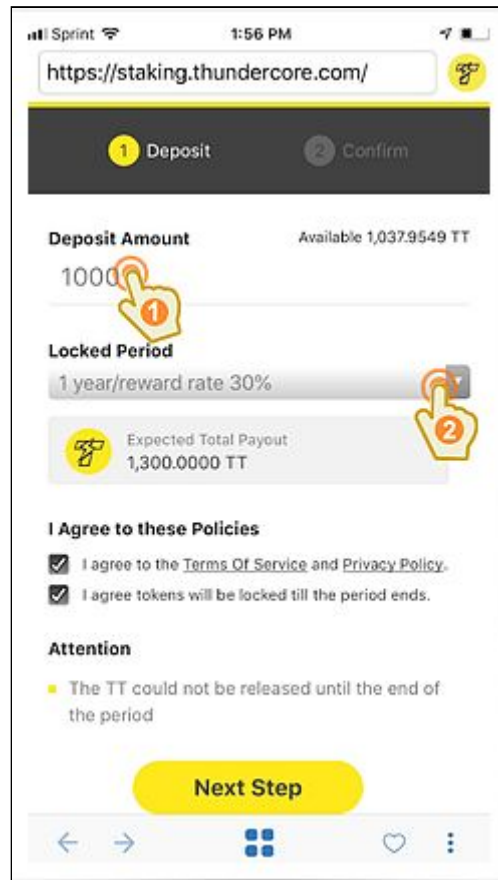 Sprint 1:56 PM
https://staking.thundercore.com/
1 Deposit 2 Confirm
Deposit Amount Available 1,037.9549 TT
1000
1
Locked Period
1 year/reward rate 30%
2
Expected Total Payout
1,300.0000 TT
I Agree to these Policies
I agree to the Terms Of Service and Privacy Policy.
I agree tokens will be locked till the period ends.
Attention
The TT could not be released until the end of
the period
Next Step